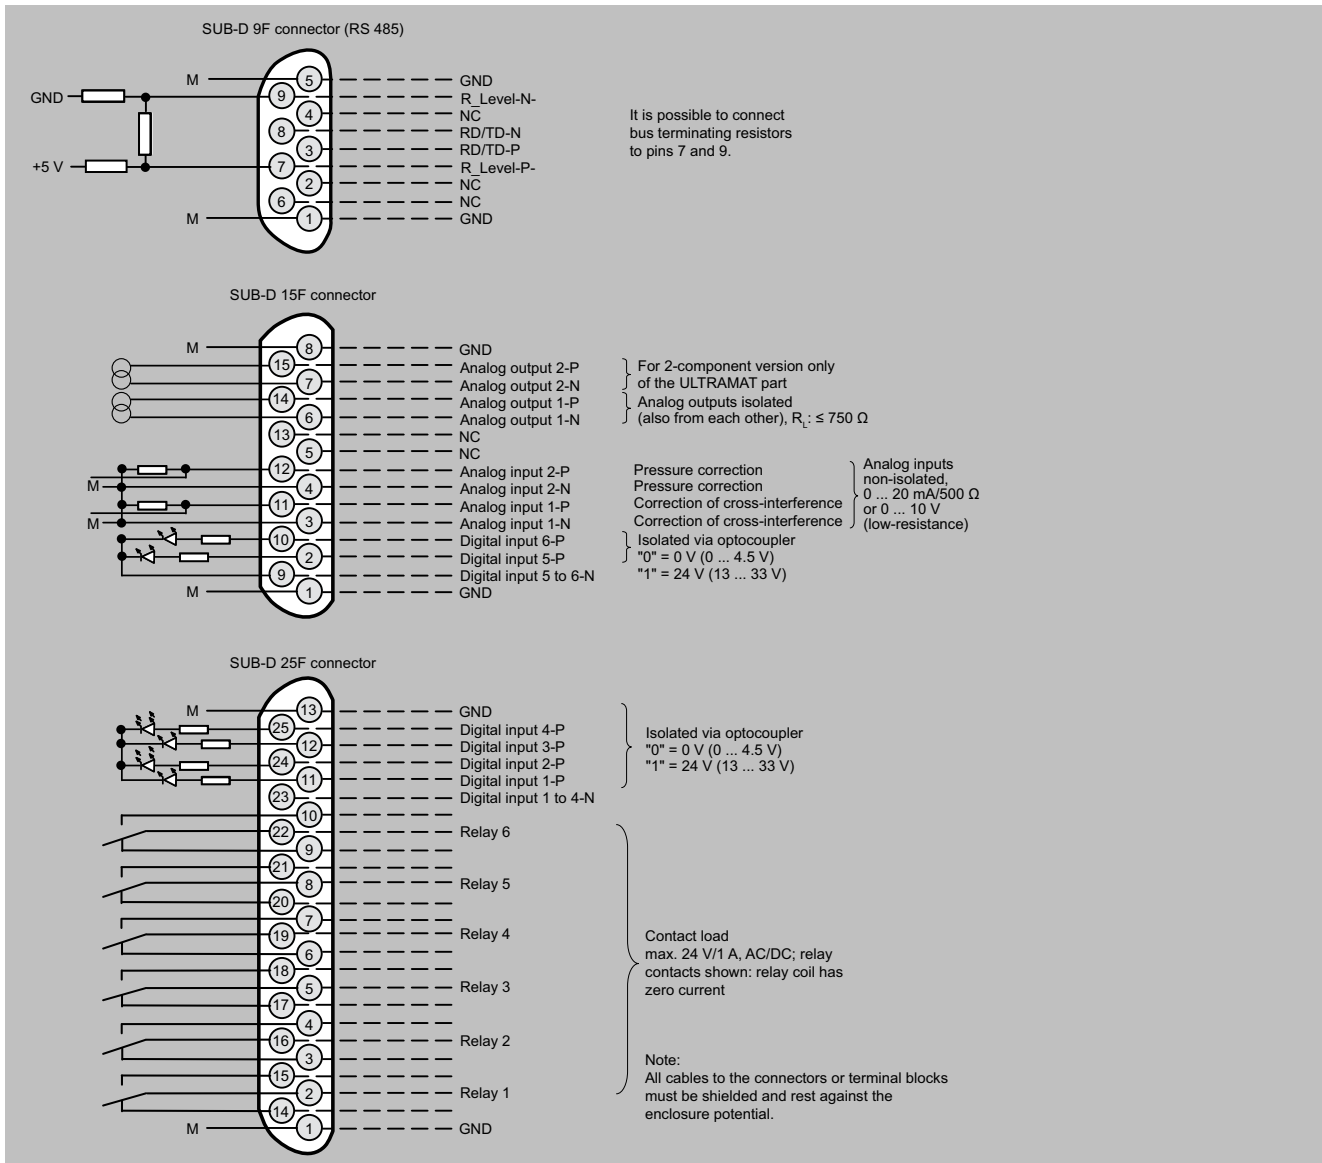 SUB-D 9F connector (RS 485)
M 5 GND
GND 9 R_Level-N-
4 NC
8 RD/TD-N
3 RD/TD-P
+5 V 7 R_Level-P-
2 NC
6 NC
M 1 GND
It is possible to connect
bus terminating resistors
to pins 7 and 9.
SUB-D 15F connector
M 8 GND
15 Analog output 2-P
7 Analog output 2-N
14 Analog output 1-P
6 Analog output 1-N
13 NC
5 NC
12 Analog input 2-P
M 4 Analog input 2-N
11 Analog input 1-P
M 3 Analog input 1-N
10 Digital input 6-P
2 Digital input 5-P
9 Digital input 5 to 6-N
M 1 GND
For 2-component version only
of the ULTRAMAT part
Analog outputs isolated
(also from each other), RL: ≤ 750 Ω
Pressure correction
Pressure correction
Correction of cross-interference
Correction of cross-interference
Analog inputs
non-isolated,
0 ... 20 mA/500 Ω
or 0 ... 10 V
(low-resistance)
Isolated via optocoupler
"0" = 0 V (0 ... 4.5 V)
"1" = 24 V (13 ... 33 V)
SUB-D 25F connector
M 13 GND
25 Digital input 4-P
12 Digital input 3-P
24 Digital input 2-P
11 Digital input 1-P
23 Digital input 1 to 4-N
10
22 Relay 6
9
21
8 Relay 5
20
7
19 Relay 4
6
18
5 Relay 3
17
4
16 Relay 2
3
15
2 Relay 1
14
M 1 GND
Isolated via optocoupler
"0" = 0 V (0 ... 4.5 V)
"1" = 24 V (13 ... 33 V)
Contact load
max. 24 V/1 A, AC/DC; relay
contacts shown: relay coil has
zero current
Note:
All cables to the connectors or terminal blocks
must be shielded and rest against the
enclosure potential.